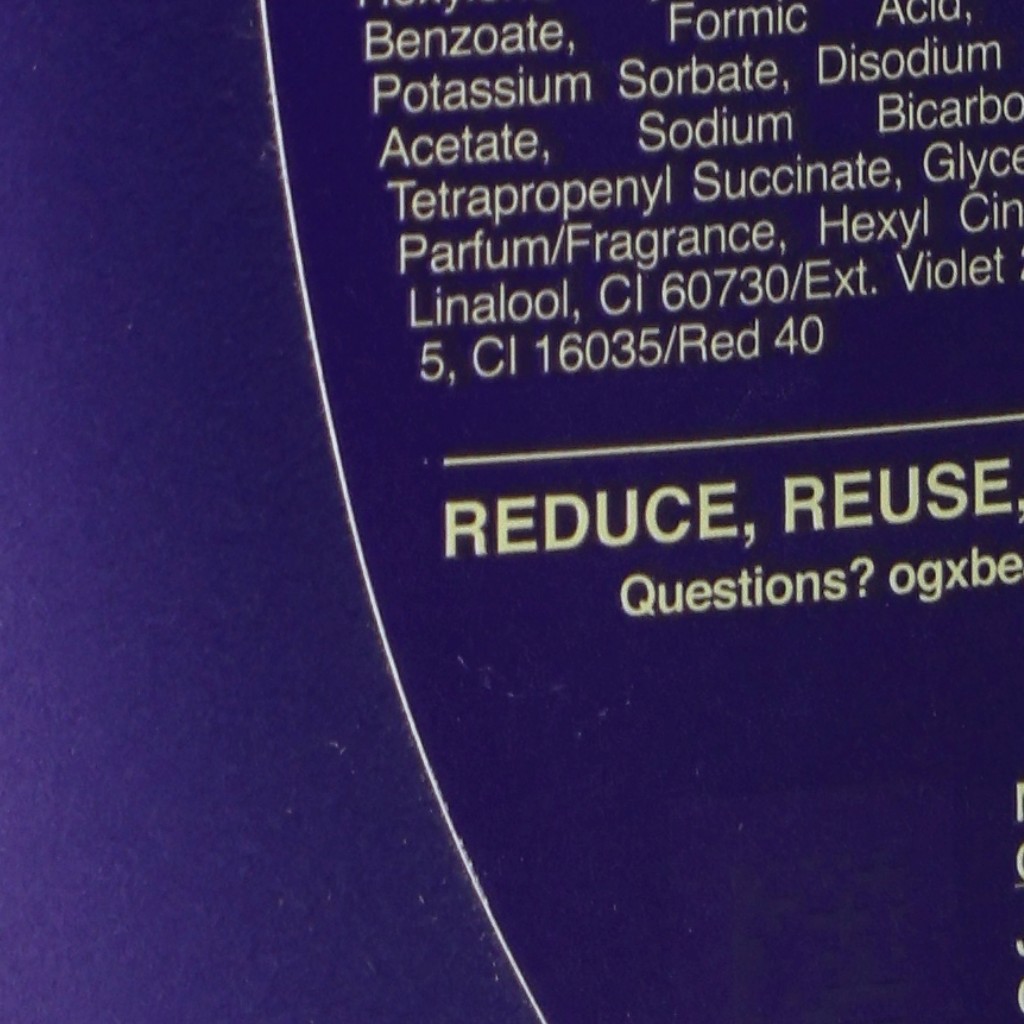 Benzoate, Formic Acid,
Potassium Sorbate, Disodium
Acetate, Sodium Bicarbo
Tetrapropenyl Succinate, Glyce
Parfum/Fragrance, Hexyl Cin
Linalool, CI 60730/Ext. Violet
5, CI 16035/Red 40
REDUCE, REUSE,
Questions? ogxbe